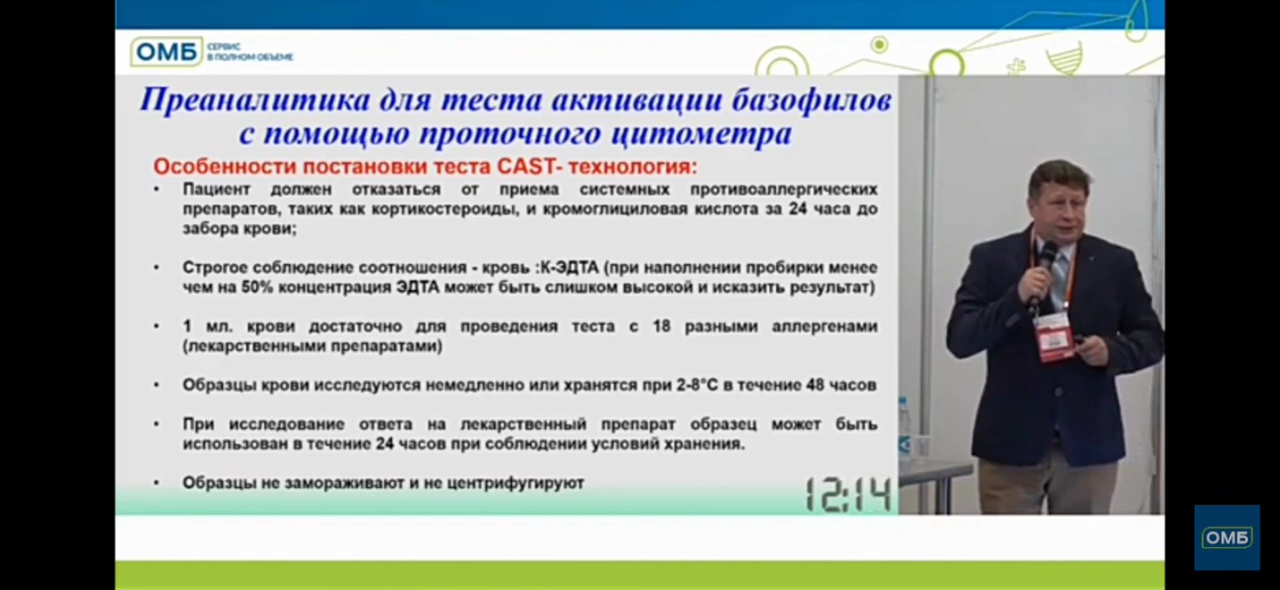 ОМБ
СЕРВИС
В ПОЛНОМ ОБЪЕМЕ
Преаналитика для теста активации базофилов
с помощью проточного цитометра
Особенности постановки теста CAST- технология:
• Пациент должен отказаться от приема системных противоаллергических
препаратов, таких как кортикостероиды, и кромоглициловая кислота за 24 часа до
забора крови;
• Строгое соблюдение соотношения - кровь :К-ЭДТА (при наполнении пробирки менее
чем на 50% концентрация ЭДТА может быть слишком высокой и исказить результат)
• 1 мл. крови достаточно для проведения теста с 18 разными аллергенами
(лекарственными препаратами)
• Образцы крови исследуются немедленно или хранятся при 2-8°C в течение 48 часов
• При исследование ответа на лекарственный препарат образец может быть
использован в течение 24 часов при соблюдении условий хранения.
• Образцы не замораживают и не центрифугируют
12:14
ОМБ